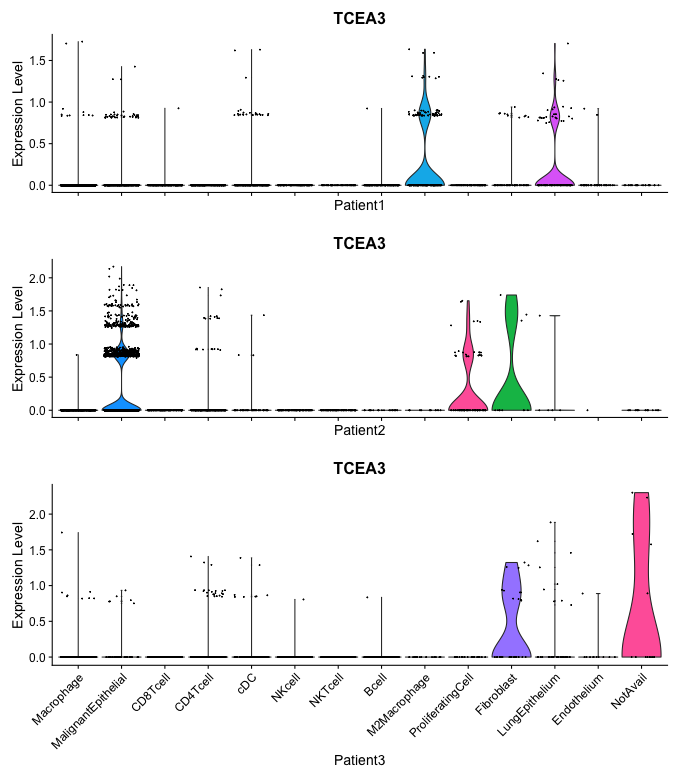 TCEA3
Expression Level
1.5
1.0
0.5
0.0
Patient1
TCEA3
Expression Level
2.0
1.5
1.0
0.5
0.0
Patient2
TCEA3
Expression Level
2.0
1.5
1.0
0.5
0.0
Macrophage
MalignantEpithelial
CD8Tcell
CD4Tcell
cDC
NKcell
NKTcell
Bcell
M2Macrophage
ProliferatingCell
Fibroblast
LungEpithelium
Endothelium
NotAvail
Patient3